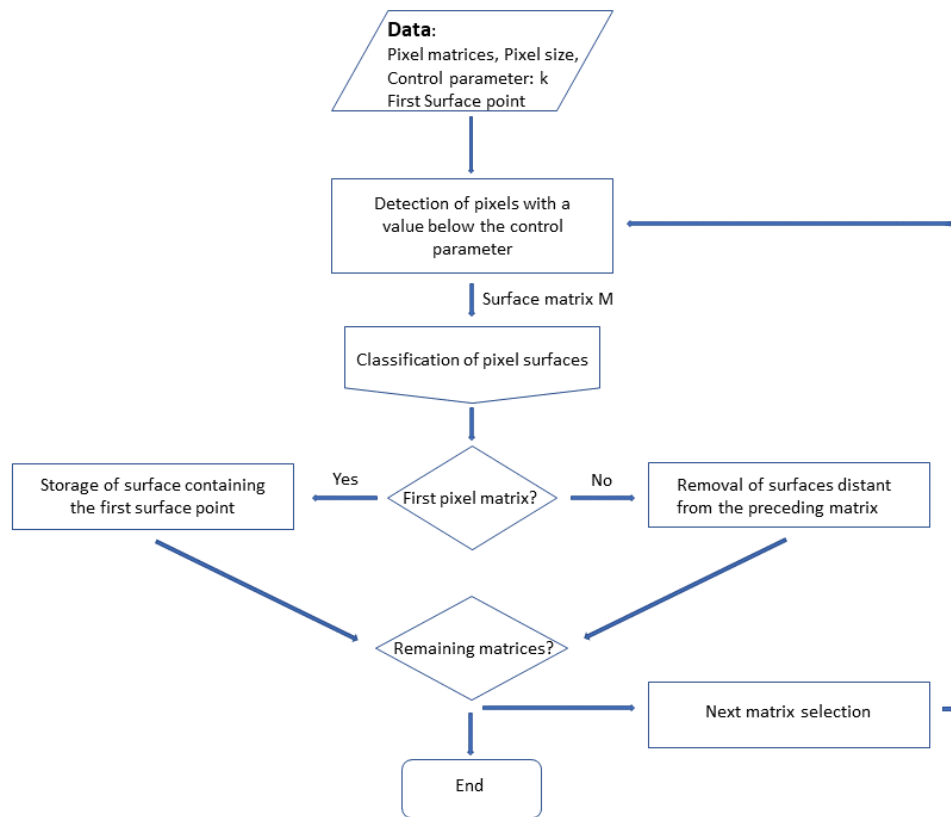 Data:
Pixel matrices, Pixel size,
Control parameter: k
First Surface point
Detection of pixels with a
value below the control
parameter
Surface matrix M
Classification of pixel surfaces
Yes
First pixel matrix?
No
Storage of surface containing
the first surface point
Removal of surfaces distant
from the preceding matrix
Remaining matrices?
Next matrix selection
End